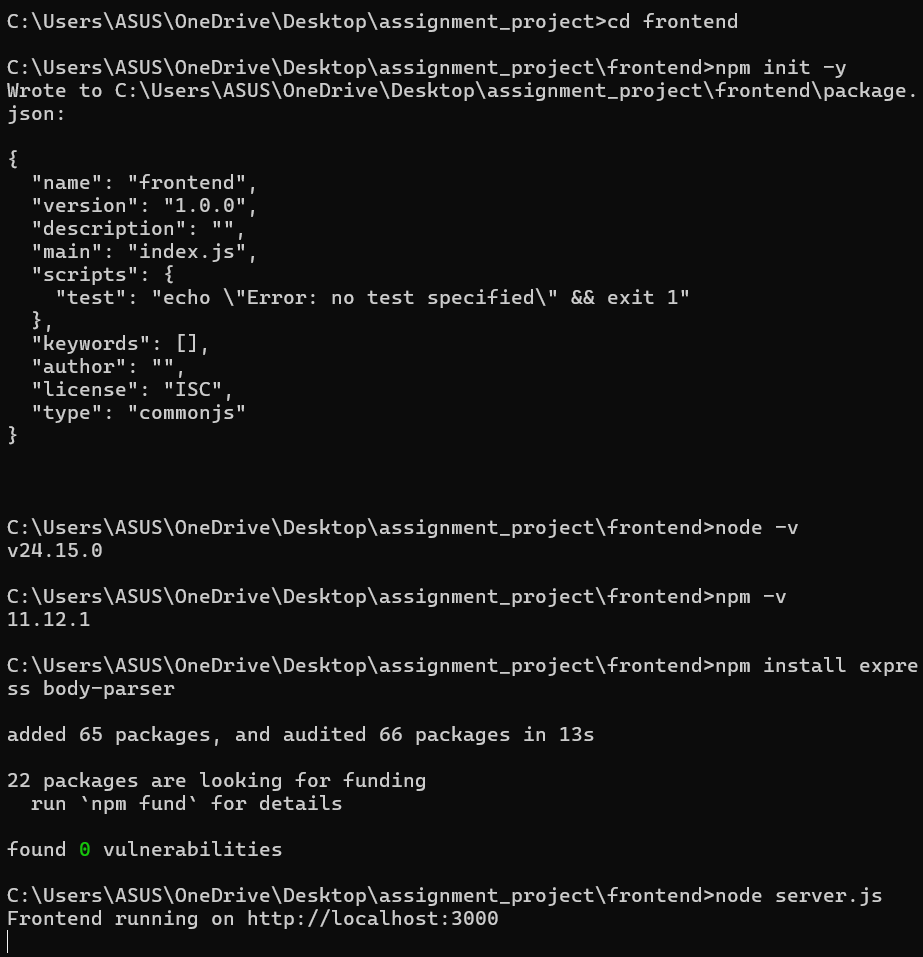 C:\Users\ASUS\OneDrive\Desktop\assignment_project>cd frontend
C:\Users\ASUS\OneDrive\Desktop\assignment_project\frontend>npm init -y
Wrote to C:\Users\ASUS\OneDrive\Desktop\assignment_project\frontend\package.
json:
{
  "name": "frontend",
  "version": "1.0.0",
  "description": "",
  "main": "index.js",
  "scripts": {
    "test": "echo \"Error: no test specified\" && exit 1"
  },
  "keywords": [],
  "author": "",
  "license": "ISC",
  "type": "commonjs"
}
C:\Users\ASUS\OneDrive\Desktop\assignment_project\frontend>node -v
v24.15.0
C:\Users\ASUS\OneDrive\Desktop\assignment_project\frontend>npm -v
11.12.1
C:\Users\ASUS\OneDrive\Desktop\assignment_project\frontend>npm install expre
ss body-parser
added 65 packages, and audited 66 packages in 13s
22 packages are looking for funding
  run `npm fund` for details
found 0 vulnerabilities
C:\Users\ASUS\OneDrive\Desktop\assignment_project\frontend>node server.js
Frontend running on http://localhost:3000